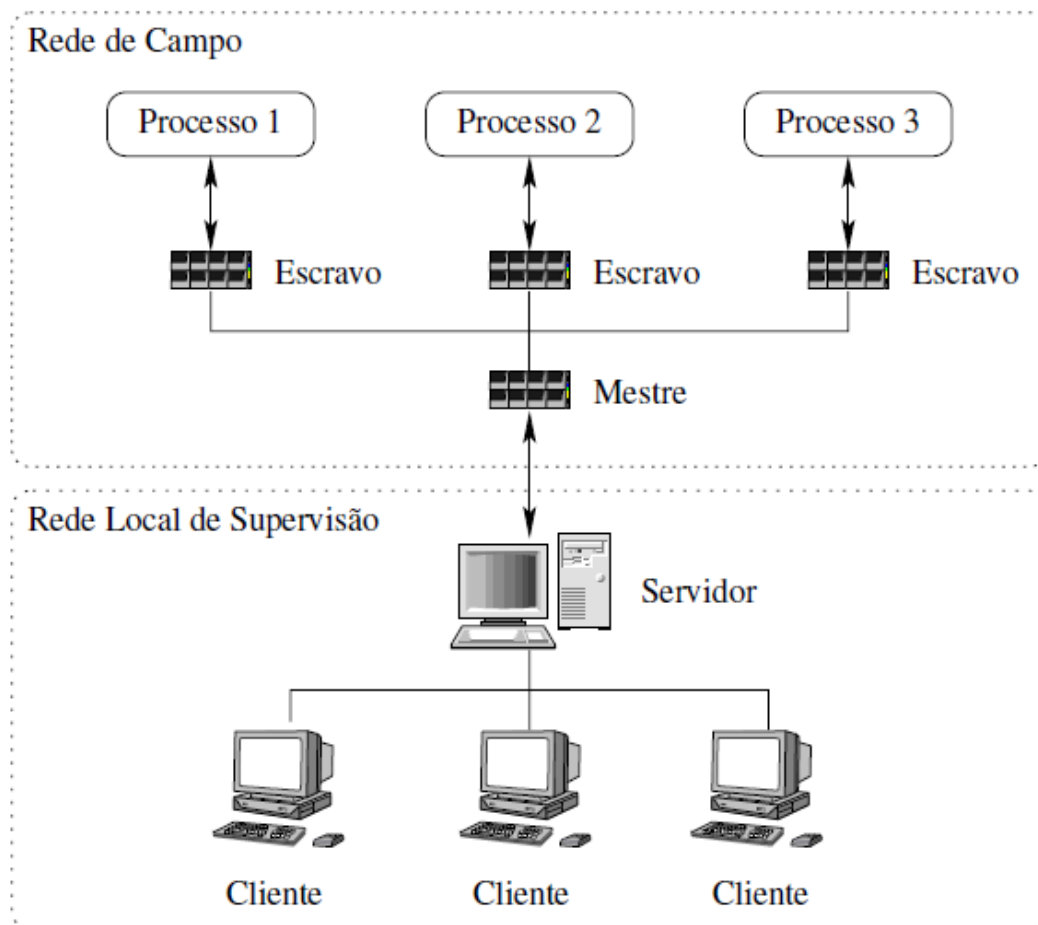 Rede de Campo
Processo 1
Processo 2
Processo 3
Escravo
Escravo
Escravo
Mestre
Rede Local de Supervisão
Servidor
Cliente
Cliente
Cliente